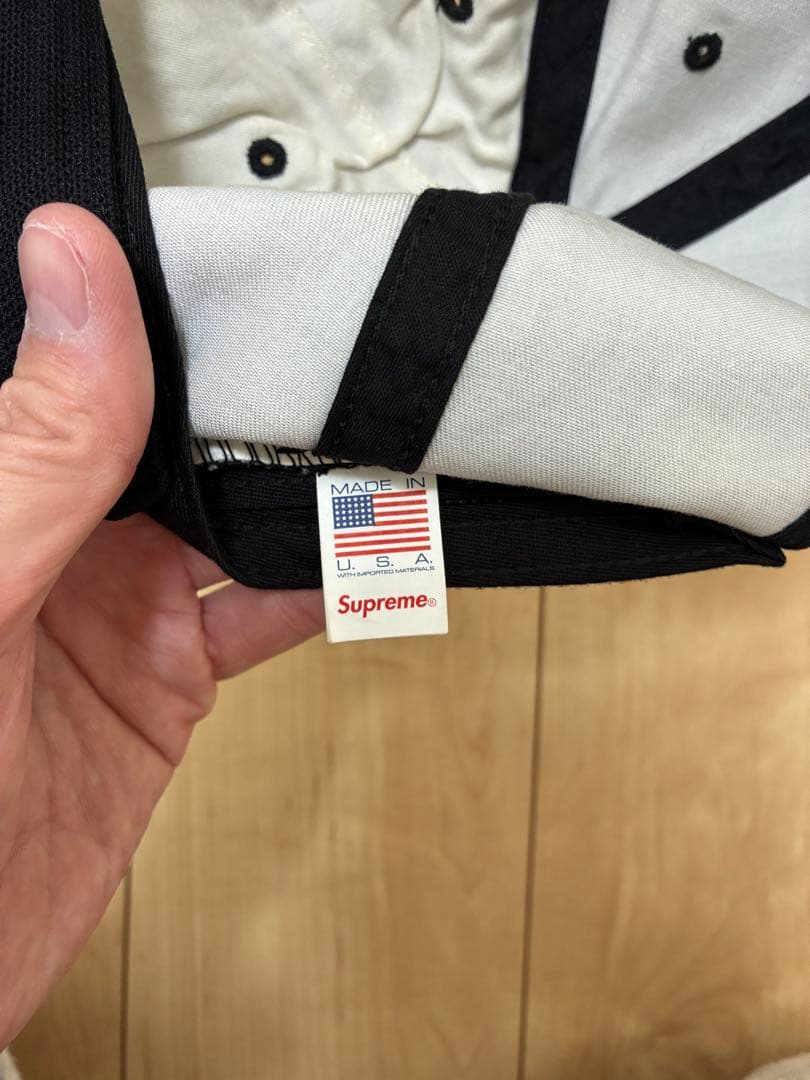 MADE IN
U. S. A.
WITH IMPORTED MATERIALS
Supreme®